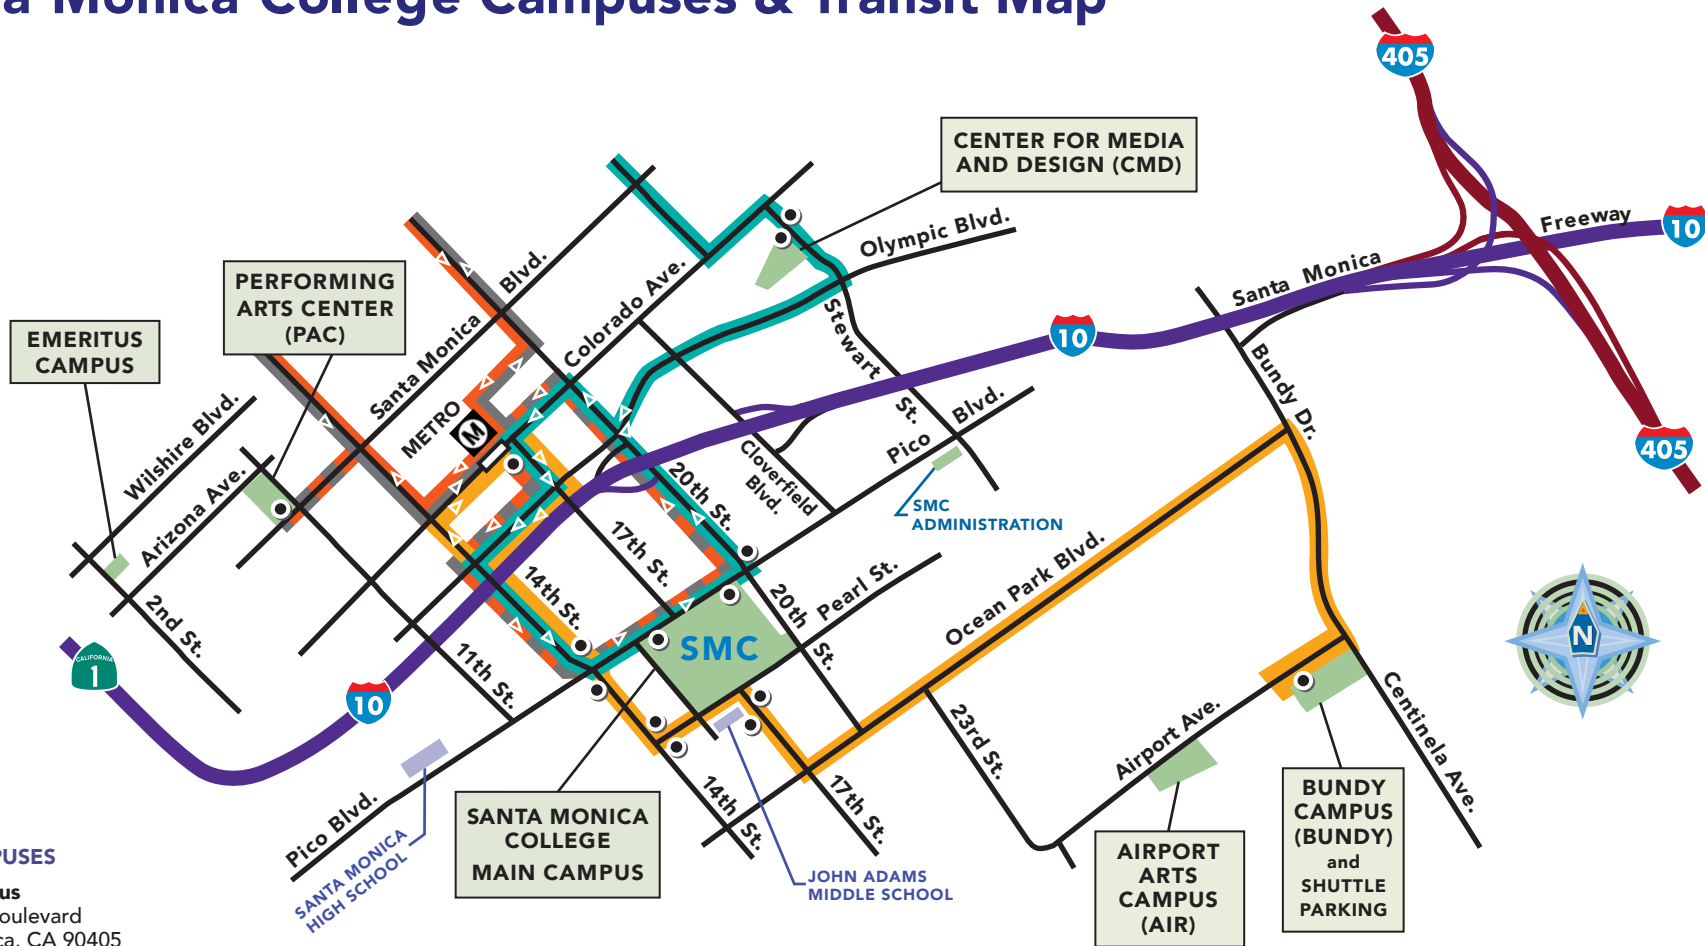 a Monica College Campuses & Transit Map
405
CENTER FOR MEDIA
AND DESIGN (CMD)
Olympic Blvd.
Freeway
10
Santa Monica
PERFORMING
ARTS CENTER
(PAC)
Blvd.
Santa Monica
Colorado Ave.
Stewart
St.
10
EMERITUS
CAMPUS
Bundy Dr.
Wilshire Blvd.
METRO
M
Pico Blvd.
405
Arizona Ave.
Cloverfield
Blvd.
20th St.
SMC
ADMINISTRATION
17th St.
14th St.
2nd St.
20th
St.
Pearl St.
Ocean Park Blvd.
N
SMC
CALIFORNIA
1
11th St.
10
23rd St.
Airport Ave.
Centinela Ave.
14th St.
17th St.
Pico Blvd.
SANTA MONICA
HIGH SCHOOL
SANTA MONICA
COLLEGE
MAIN CAMPUS
JOHN ADAMS
MIDDLE SCHOOL
AIRPORT
ARTS
CAMPUS
(AIR)
BUNDY
CAMPUS
(BUNDY)
and
SHUTTLE
PARKING
PUSES
us
oulevard
ca, CA 90405